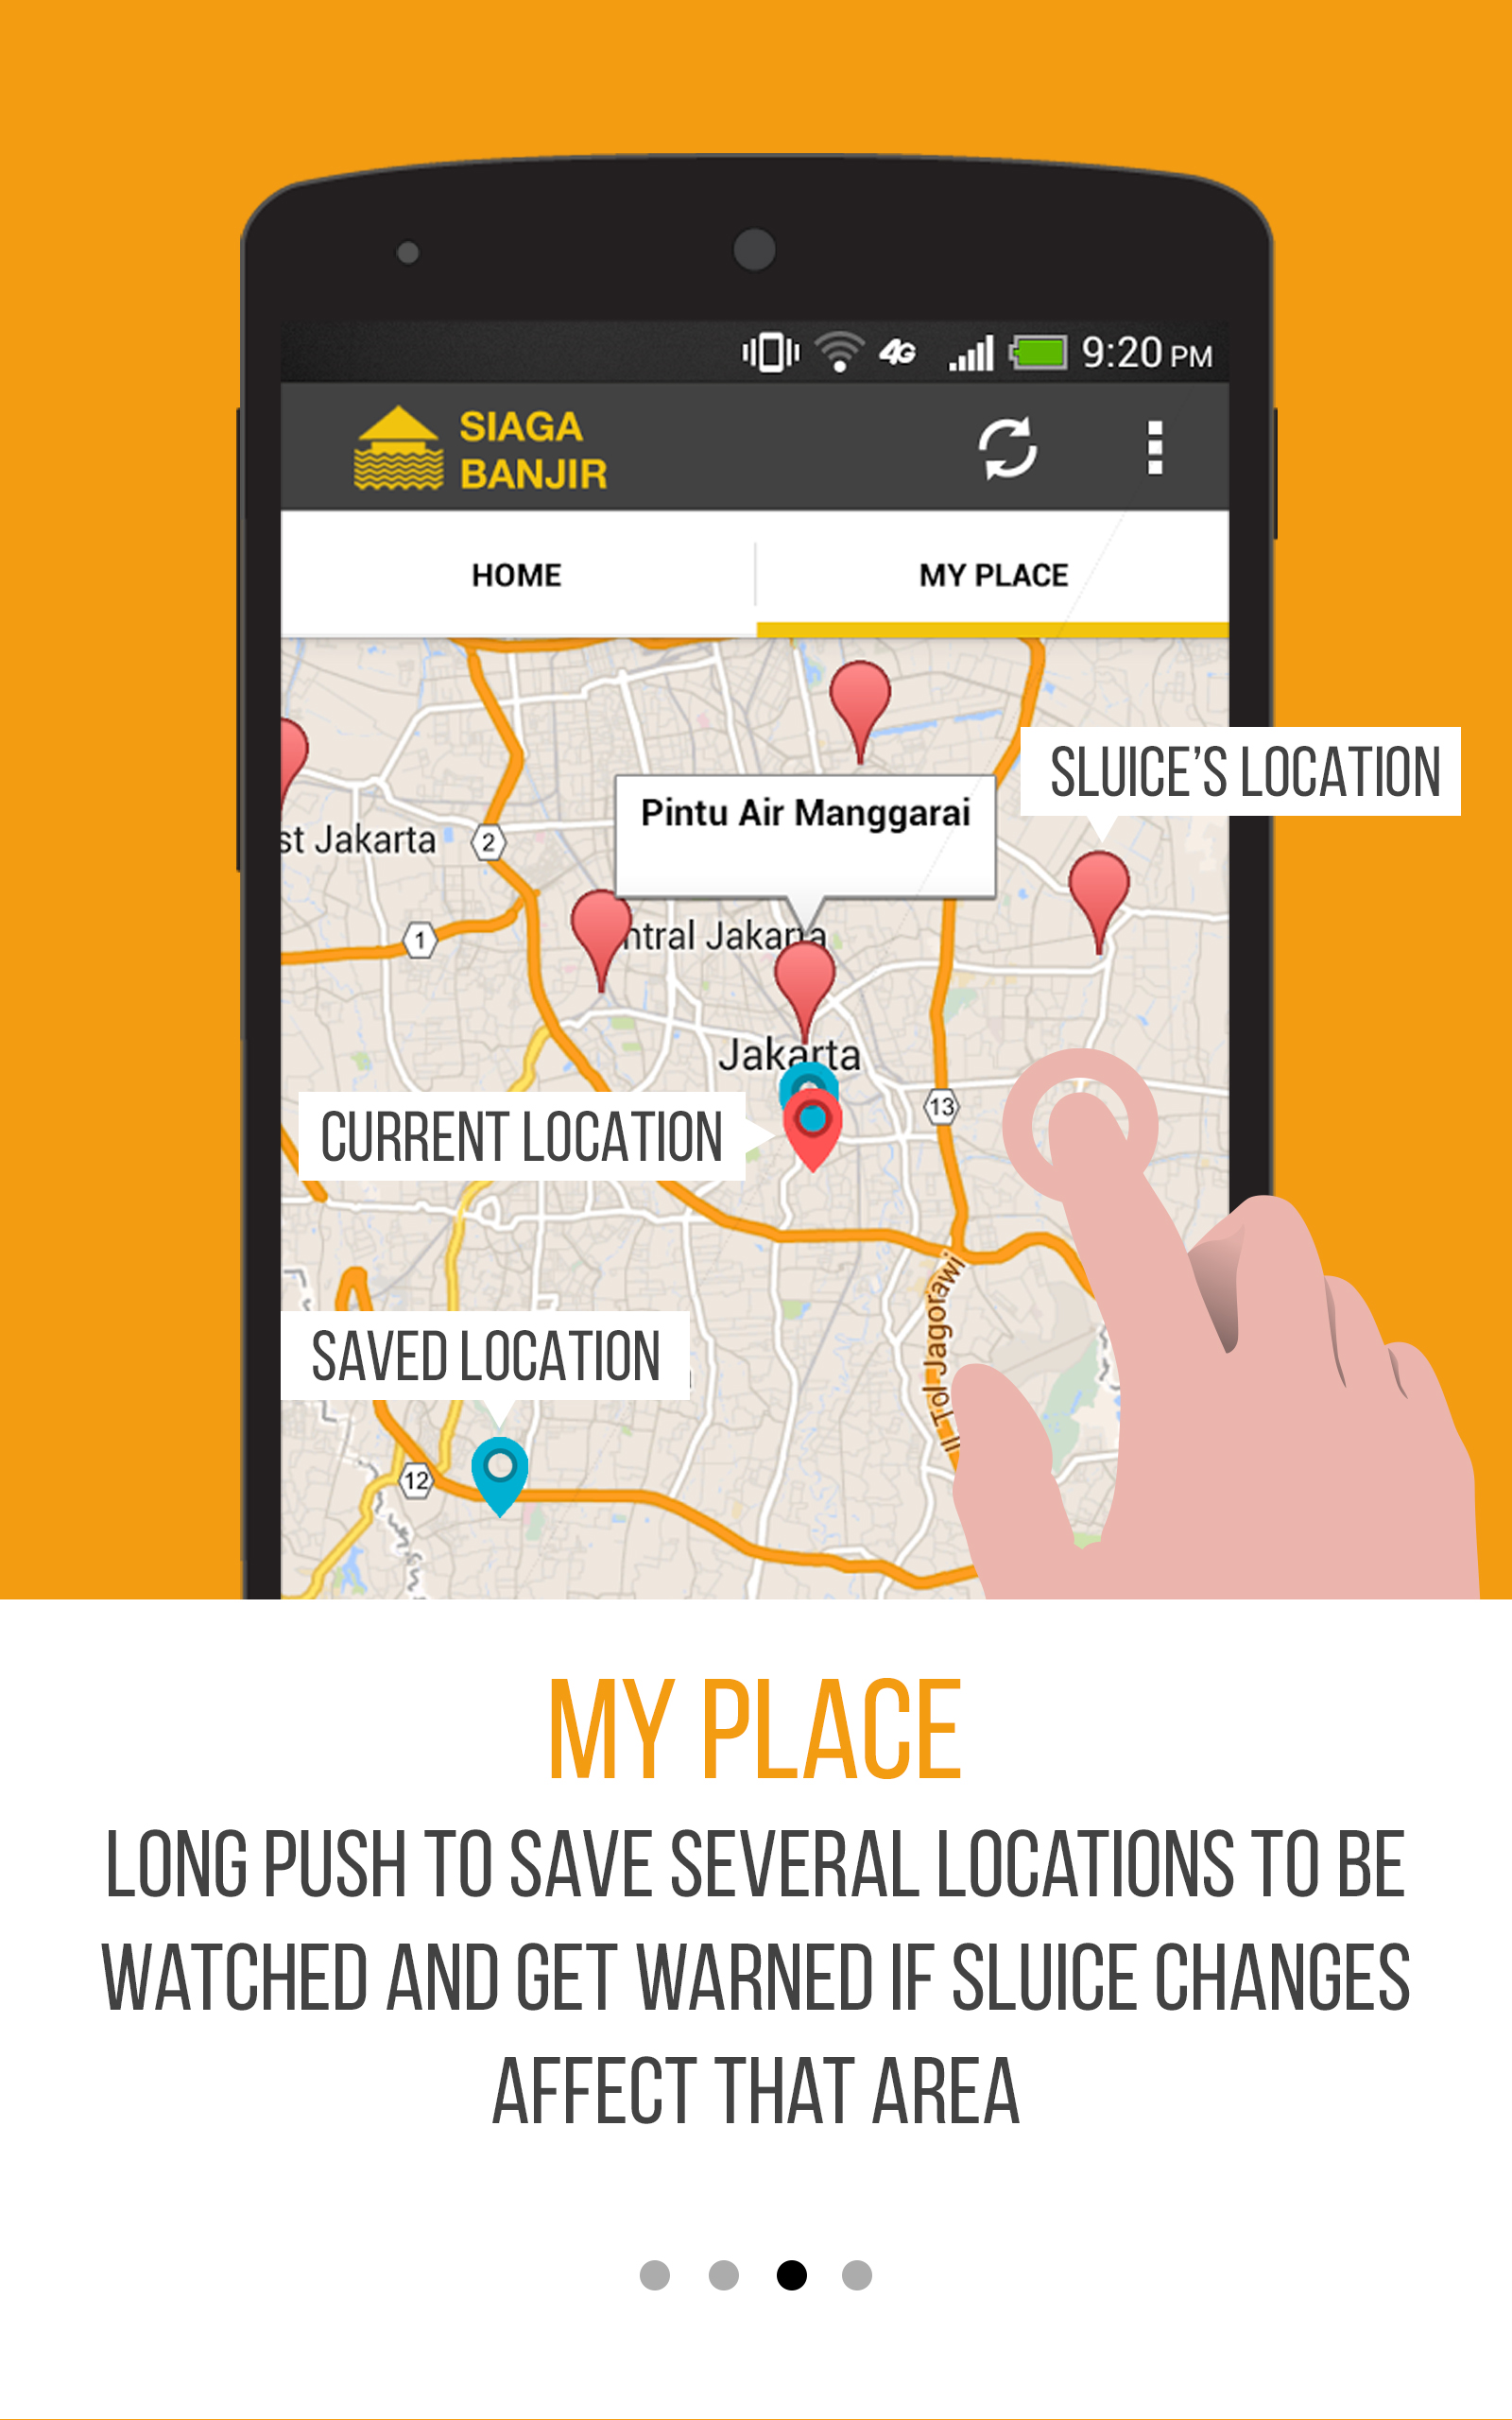 4G 9:20 PM
SIAGA
BANJIR
HOME MY PLACE
SLUICE'S LOCATION
Pintu Air Manggarai
st Jakarta
2
1
ntral Jakarta
Jakarta
13
CURRENT LOCATION
SAVED LOCATION
Tol Jagorawi
12
MY PLACE
LONG PUSH TO SAVE SEVERAL LOCATIONS TO BE
WATCHED AND GET WARNED IF SLUICE CHANGES
AFFECT THAT AREA